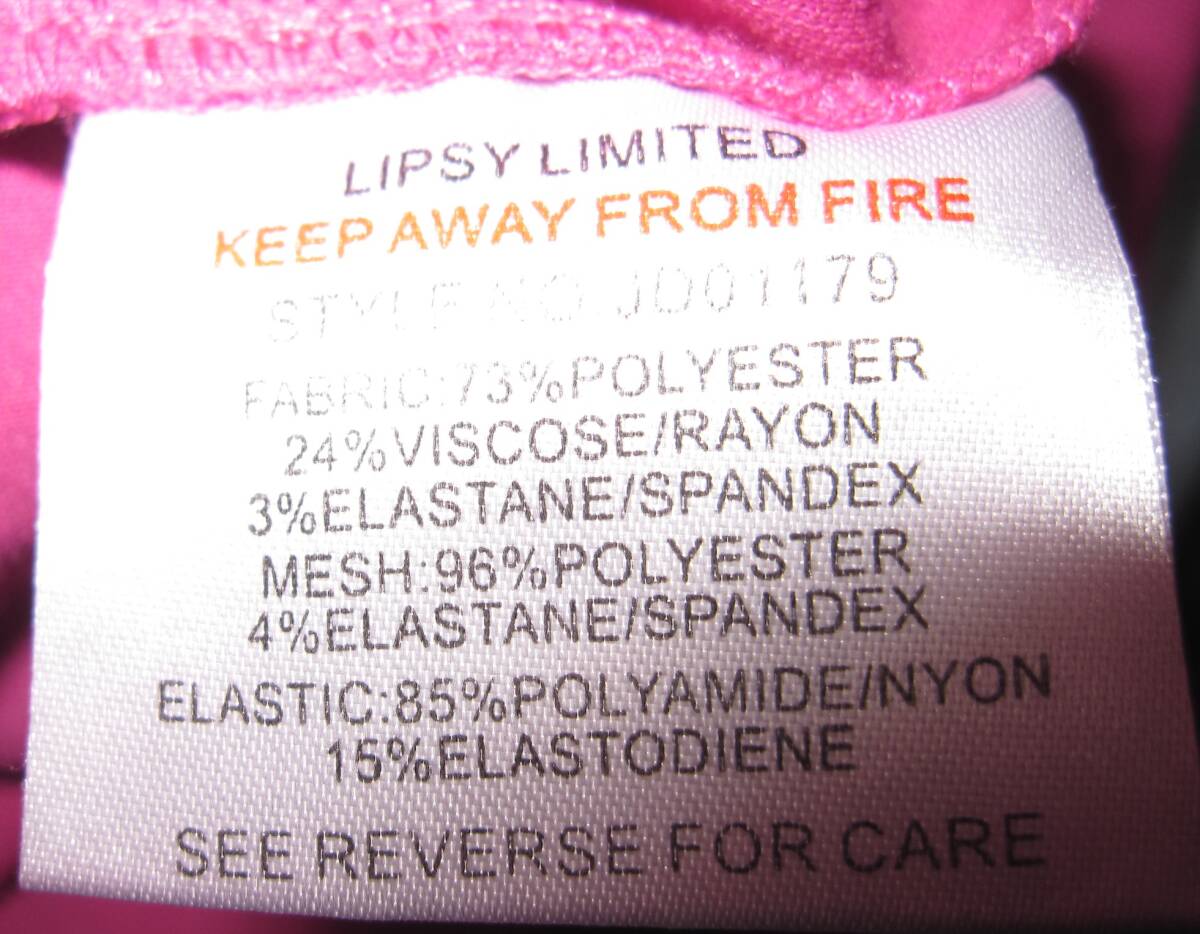 LIPSY LIMITED
KEEP AWAY FROM FIRE
STYLE NO.JD01179
FABRIC:73%POLYESTER
24%VISCOSE/RAYON
3%ELASTANE/SPANDEX
MESH:96%POLYESTER
4%ELASTANE/SPANDEX
ELASTIC:85%POLYAMIDE/NYON
15%ELASTODIENE
SEE REVERSE FOR CARE